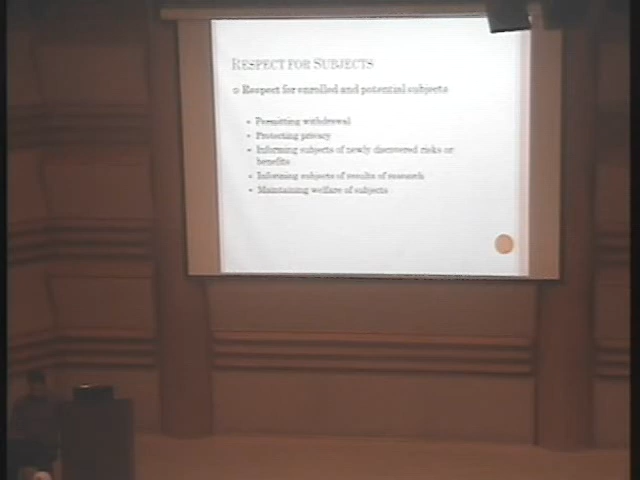 RESPECT FOR SUBJECTS
Respect for enrolled and potential subjects
• Permitting withdrawal
• Protecting privacy
• Informing subjects of newly discovered risks or
benefits
• Informing subjects of results of research
• Maintaining welfare of subjects